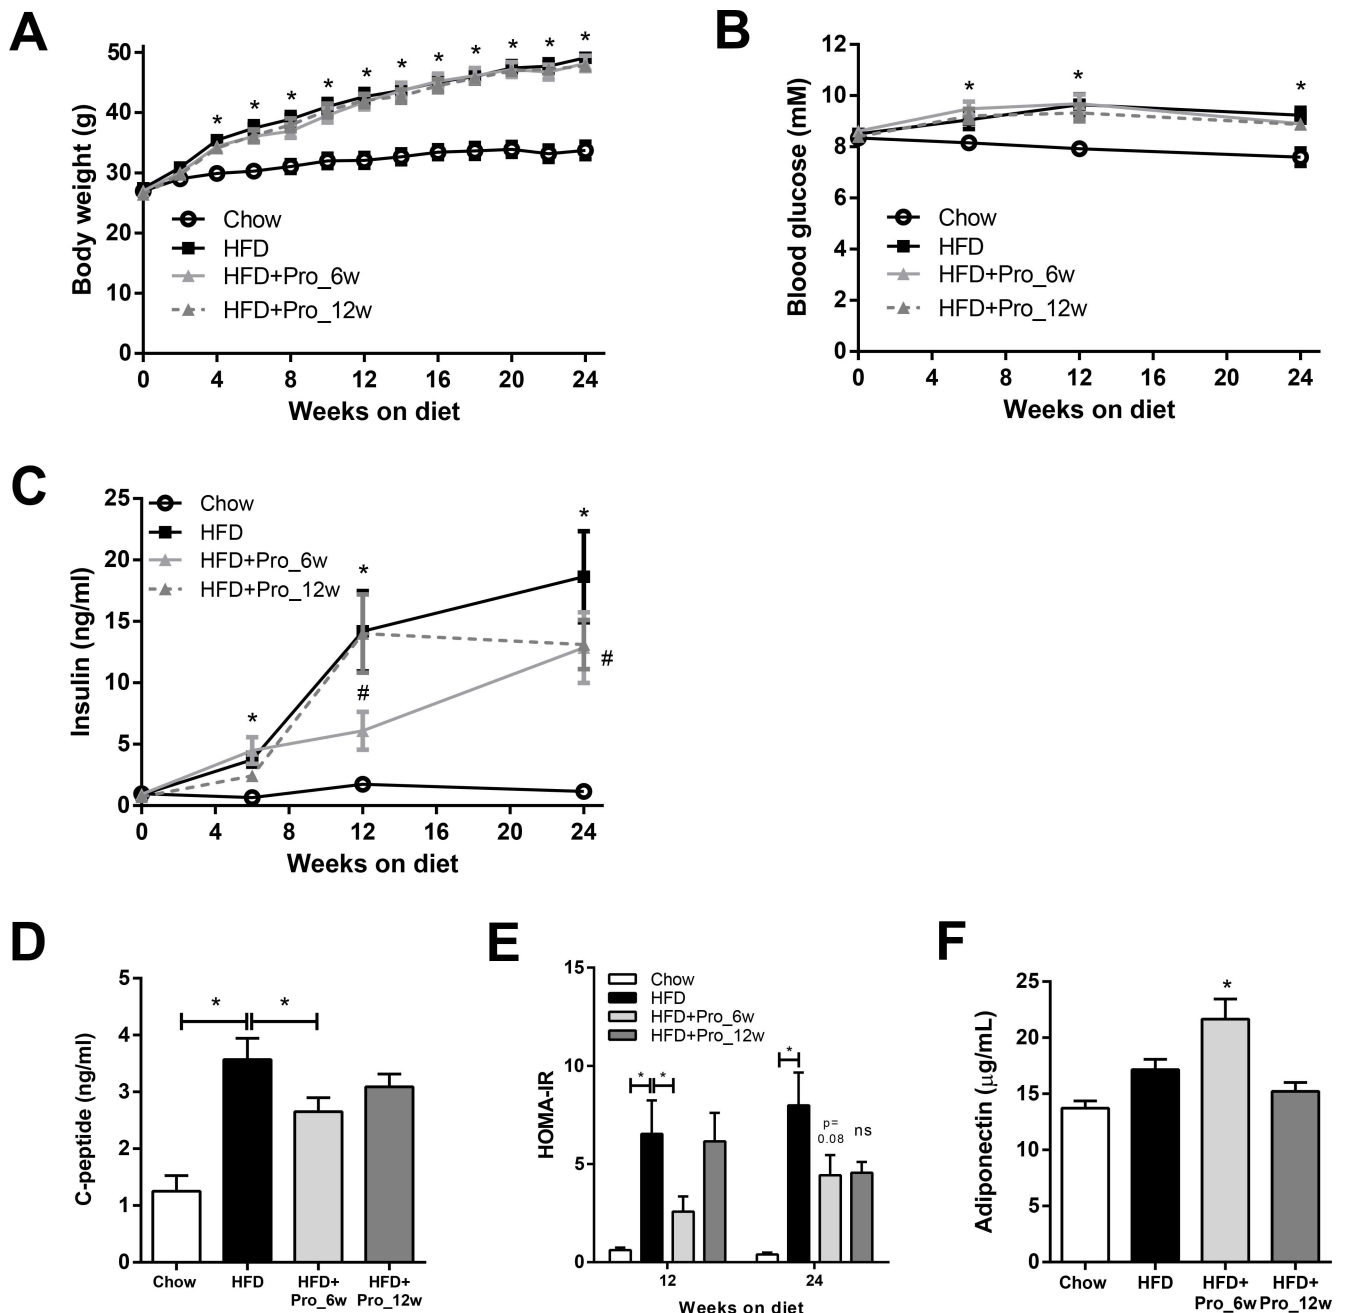 A
50
40
30
20
10
0
Body weight (g)
* * * * * * * * * * *
Chow
HFD
HFD+Pro_6w
HFD+Pro_12w
0 4 8 12 16 20 24
Weeks on diet
B
12
10
8
6
4
2
0
Blood glucose (mM)
* * *
Chow
HFD
HFD+Pro_6w
HFD+Pro_12w
0 4 8 12 16 20 24
Weeks on diet
C
25
20
15
10
5
0
Insulin (ng/ml)
Chow
HFD
HFD+Pro_6w
HFD+Pro_12w
* * *
# #
0 4 8 12 16 20 24
Weeks on diet
D
5
4
3
2
1
0
C-peptide (ng/ml)
* *
Chow HFD HFD+ HFD+
Pro_6w Pro_12w
E
15
10
5
0
HOMA-IR
Chow
HFD
HFD+Pro_6w
HFD+Pro_12w
* * *
p=
0.08
ns
12 24
Weeks on diet
F
25
20
15
10
5
0
Adiponectin (µg/mL)
*
Chow HFD HFD+ HFD+
Pro_6w Pro_12w